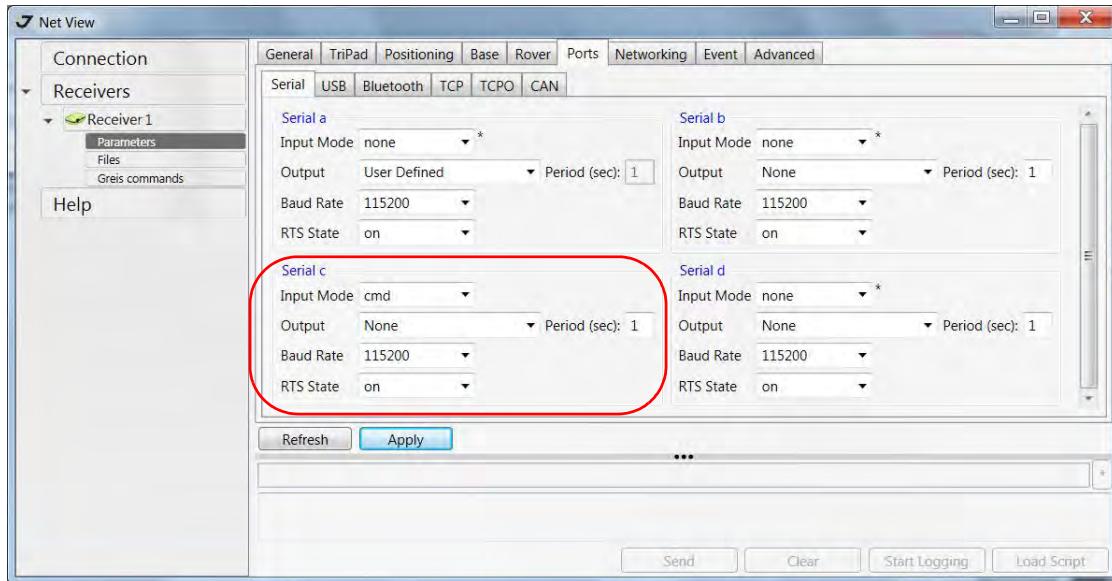 Net View
Connection
Receivers
Receiver 1
Parameters
Files
Greis commands
Help
General TriPad Positioning Base Rover Ports Networking Event Advanced
Serial USB Bluetooth TCP TCPO CAN
Serial a
Input Mode none *
Output User Defined Period (sec): 1
Baud Rate 115200
RTS State on
Serial b
Input Mode none *
Output None Period (sec): 1
Baud Rate 115200
RTS State on
Serial c
Input Mode cmd
Output None Period (sec): 1
Baud Rate 115200
RTS State on
Serial d
Input Mode none *
Output None Period (sec): 1
Baud Rate 115200
RTS State on
Refresh Apply
Send Clear Start Logging Load Script